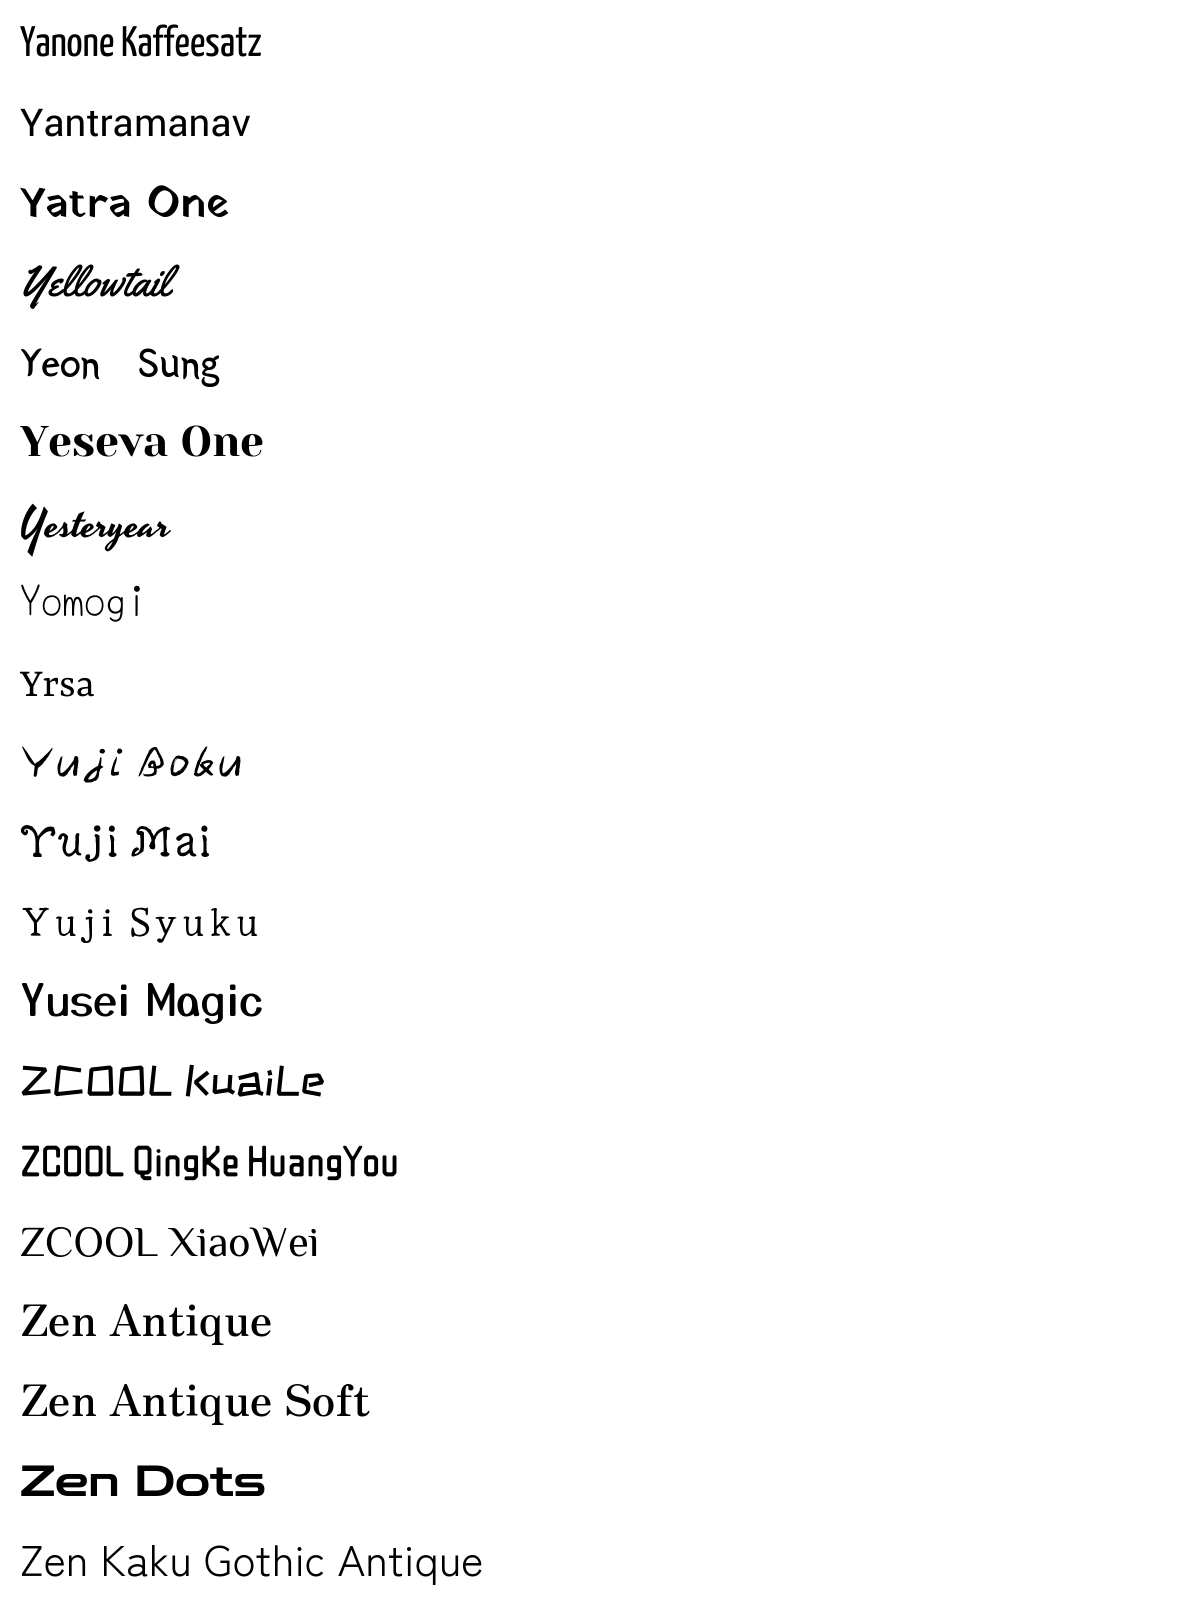 Yanone Kaffeesatz
Yantramanav
Yatra One
Yellowtail
Yeon Sung
Yeseva One
Yesteryear
Yomogi
Yrsa
Yuji Boku
Yuji Mai
Yuji Syuku
Yusei Magic
ZCOOL KuaiLe
ZCOOL QingKe HuangYou
ZCOOL XiaoWei
Zen Antique
Zen Antique Soft
Zen Dots
Zen Kaku Gothic Antique